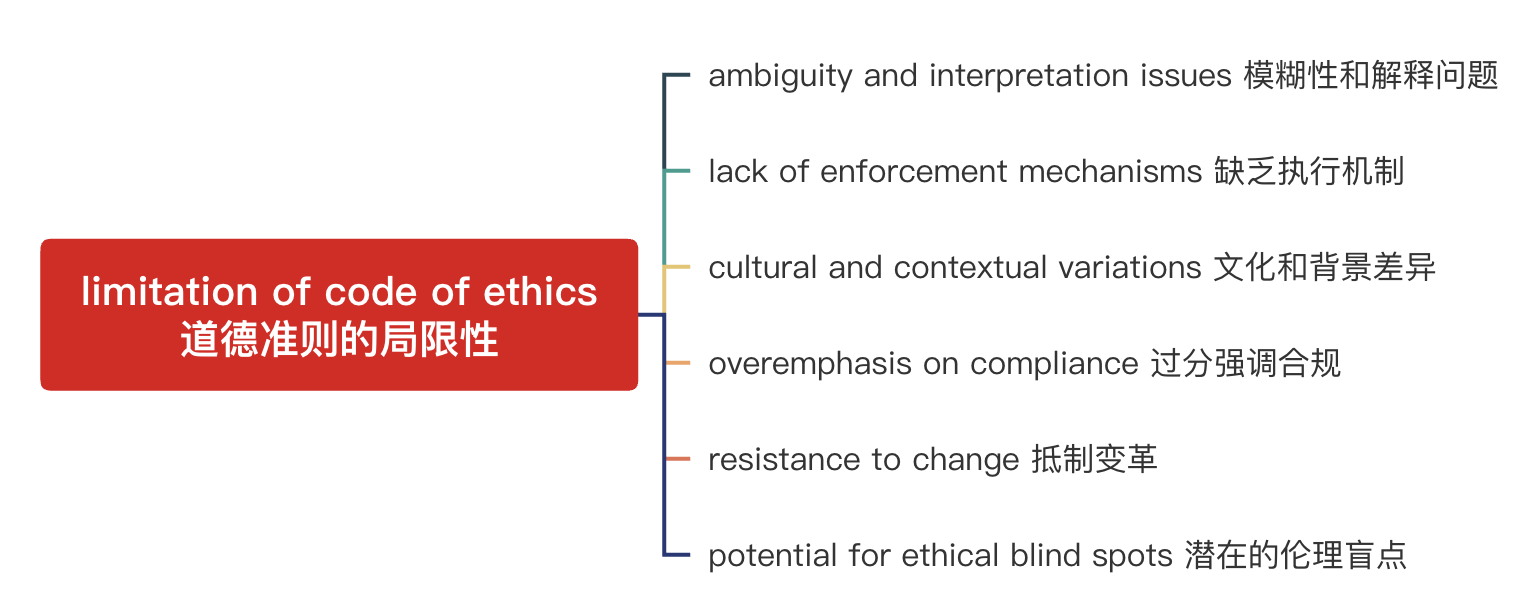 limitation of code of ethics
道德准则的局限性
ambiguity and interpretation issues 模糊性和解释问题
lack of enforcement mechanisms 缺乏执行机制
cultural and contextual variations 文化和背景差异
overemphasis on compliance 过分强调合规
resistance to change 抵制变革
potential for ethical blind spots 潜在的伦理盲点